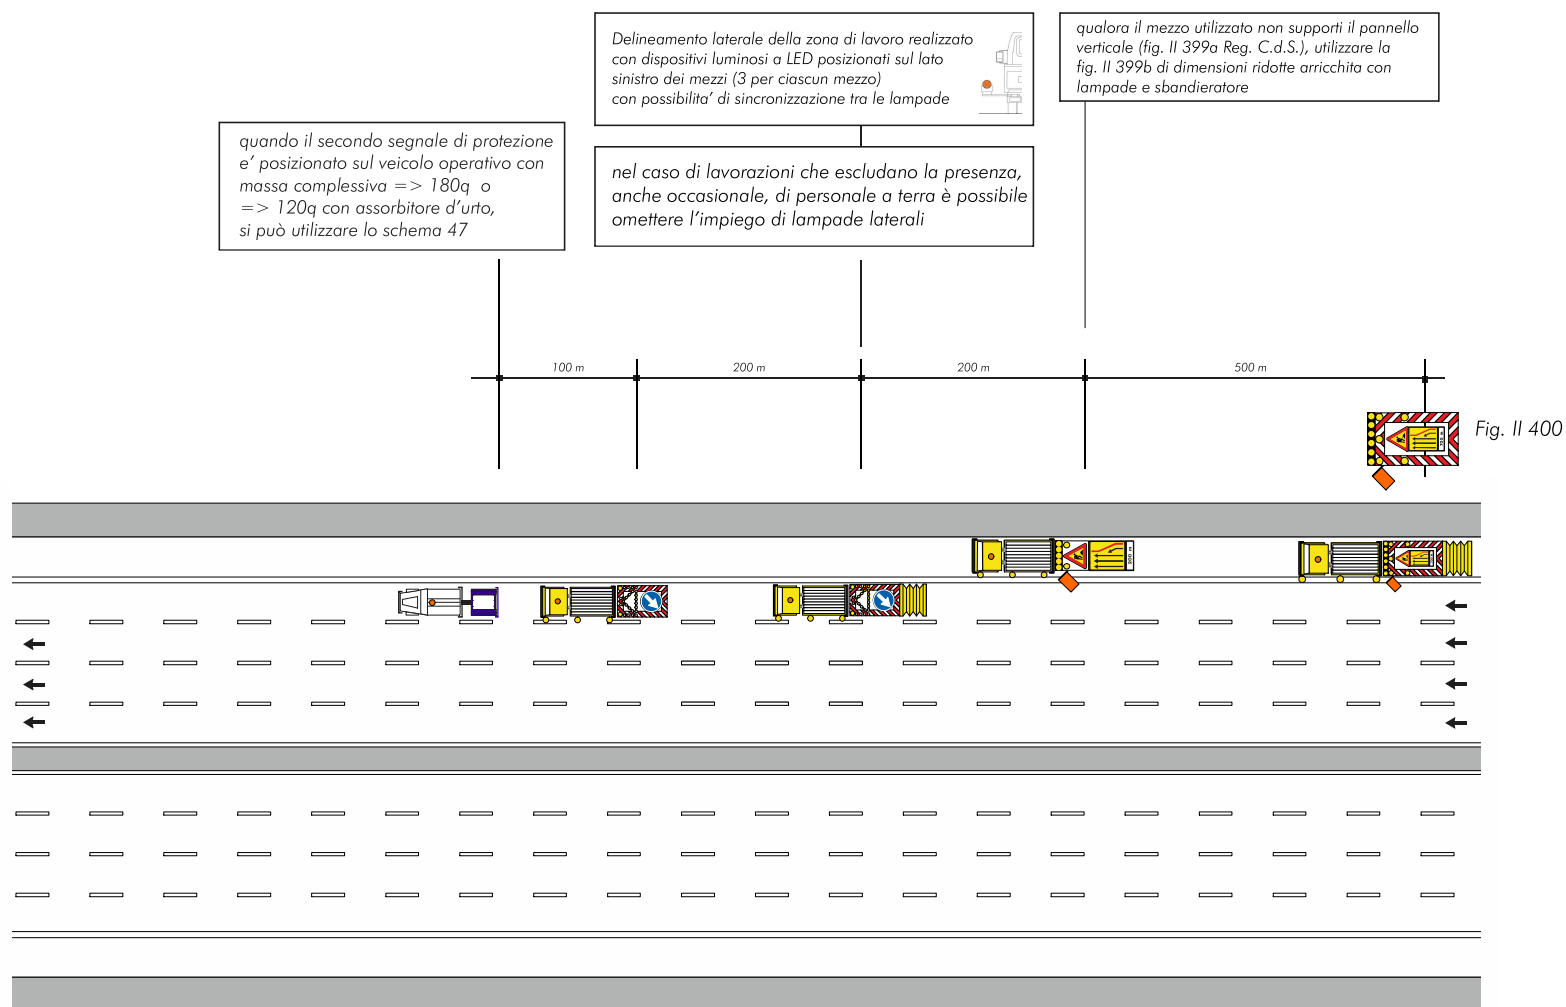 Delineamento laterale della zona di lavoro realizzato
con dispositivi luminosi a LED posizionati sul lato
sinistro dei mezzi (3 per ciascun mezzo)
con possibilita' di sincronizzazione tra le lampade
qualora il mezzo utilizzato non supporti il pannello
verticale (fig. II 399a Reg. C.d.S.), utilizzare la
fig. II 399b di dimensioni ridotte arricchita con
lampade e sbandieratore
quando il secondo segnale di protezione
e' posizionato sul veicolo operativo con
massa complessiva => 180q o
=> 120q con assorbitore d'urto,
si può utilizzare lo schema 47
nel caso di lavorazioni che escludano la presenza,
anche occasionale, di personale a terra è possibile
omettere l'impiego di lampade laterali
100 m
200 m
200 m
500 m
Fig. II 400